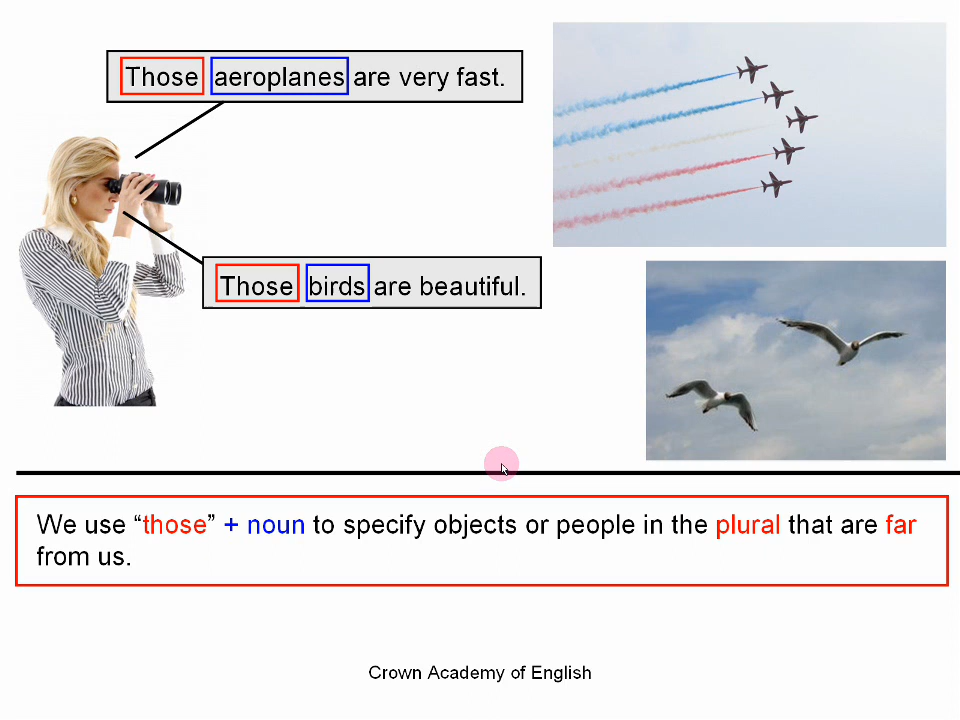 Those aeroplanes are very fast.
Those birds are beautiful.
We use “those” + noun to specify objects or people in the plural that are far
from us.
Crown Academy of English